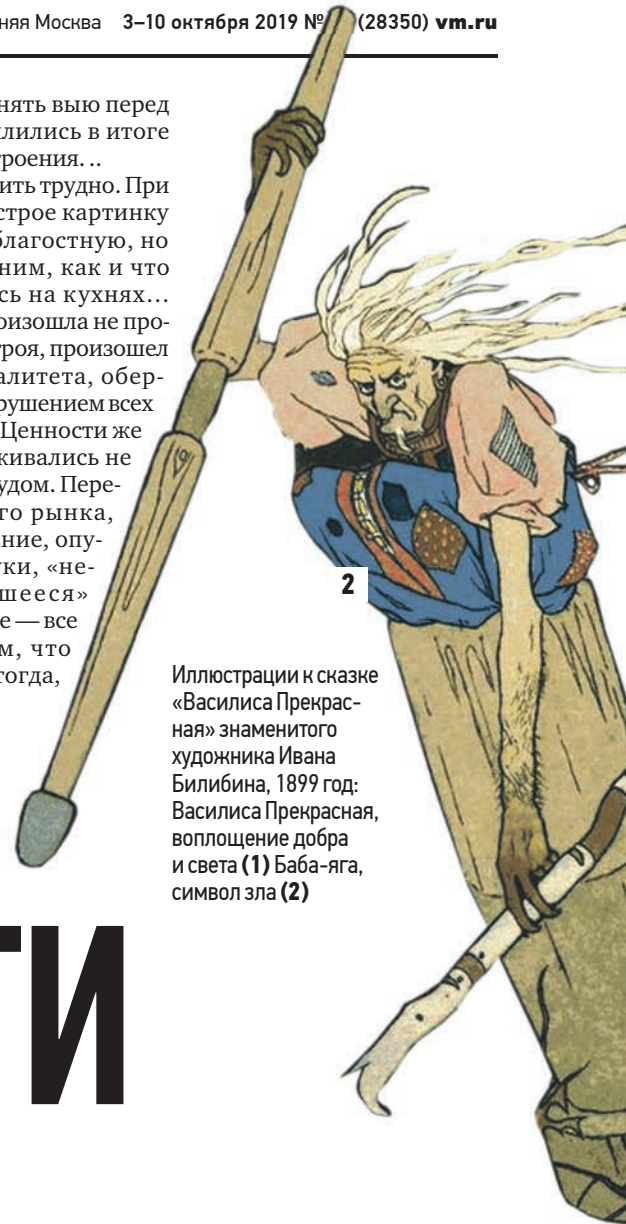 няя Москва 3–10 октября 2019 № (28350) vm.ru
нять выю перед
лились в итоге
троения. ..
ить трудно. При
строе картинку
благостную, но
ним, как и что
сь на кухнях...
оизошла не про-
троя, произошел
алитета, обер-
рушением всех
Ценности же
живались не
удом. Пере-
го рынка,
ние, опу-
уки, «не-
шееся»
е — все
м, что
тогда,
2
Иллюстрации к сказке
«Василиса Прекрас-
ная» знаменитого
художника Ивана
Билибина, 1899 год:
Василиса Прекрасная,
воплощение добра
и света (1) Баба-яга,
символ зла (2)
ТИ